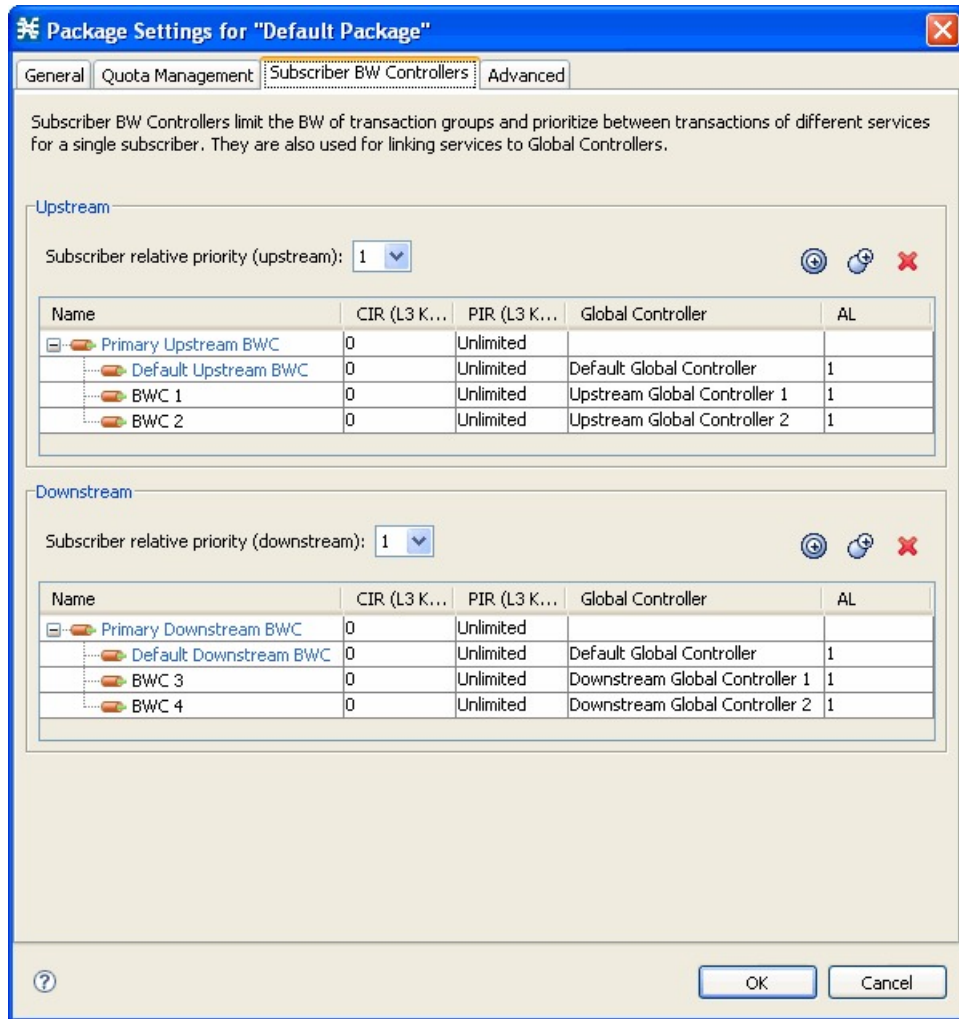 Package Settings for "Default Package"
General Quota Management Subscriber BW Controllers Advanced
Subscriber BW Controllers limit the BW of transaction groups and prioritize between transactions of different services
for a single subscriber. They are also used for linking services to Global Controllers.
Upstream
Subscriber relative priority (upstream): 1
Name CIR (L3 K... PIR (L3 K... Global Controller AL
Primary Upstream BWC 0 Unlimited
Default Upstream BWC 0 Unlimited Default Global Controller 1
BWC 1 0 Unlimited Upstream Global Controller 1 1
BWC 2 0 Unlimited Upstream Global Controller 2 1
Downstream
Subscriber relative priority (downstream): 1
Name CIR (L3 K... PIR (L3 K... Global Controller AL
Primary Downstream BWC 0 Unlimited
Default Downstream BWC 0 Unlimited Default Global Controller 1
BWC 3 0 Unlimited Downstream Global Controller 1 1
BWC 4 0 Unlimited Downstream Global Controller 2 1
? OK Cancel